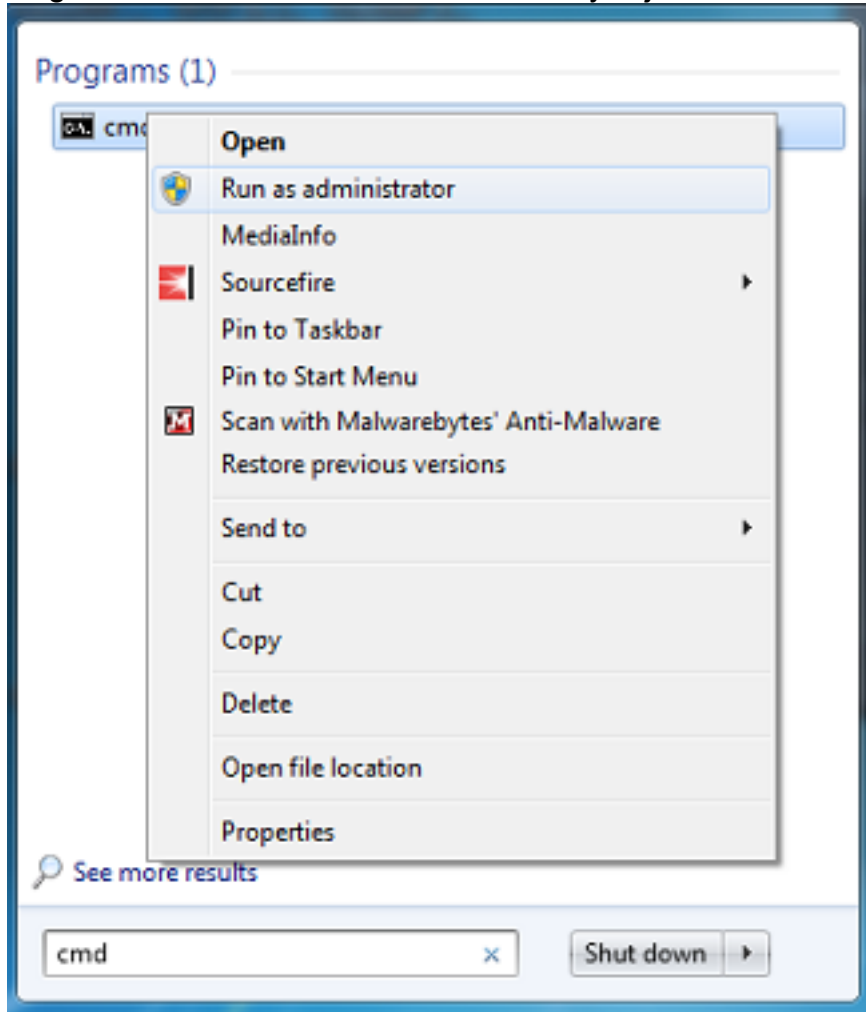 Programs (1)
cmd
Open
Run as administrator
MediaInfo
Sourcefire
Pin to Taskbar
Pin to Start Menu
Scan with Malwarebytes' Anti-Malware
Restore previous versions
Send to
Cut
Copy
Delete
Open file location
Properties
See more results
cmd
Shut down